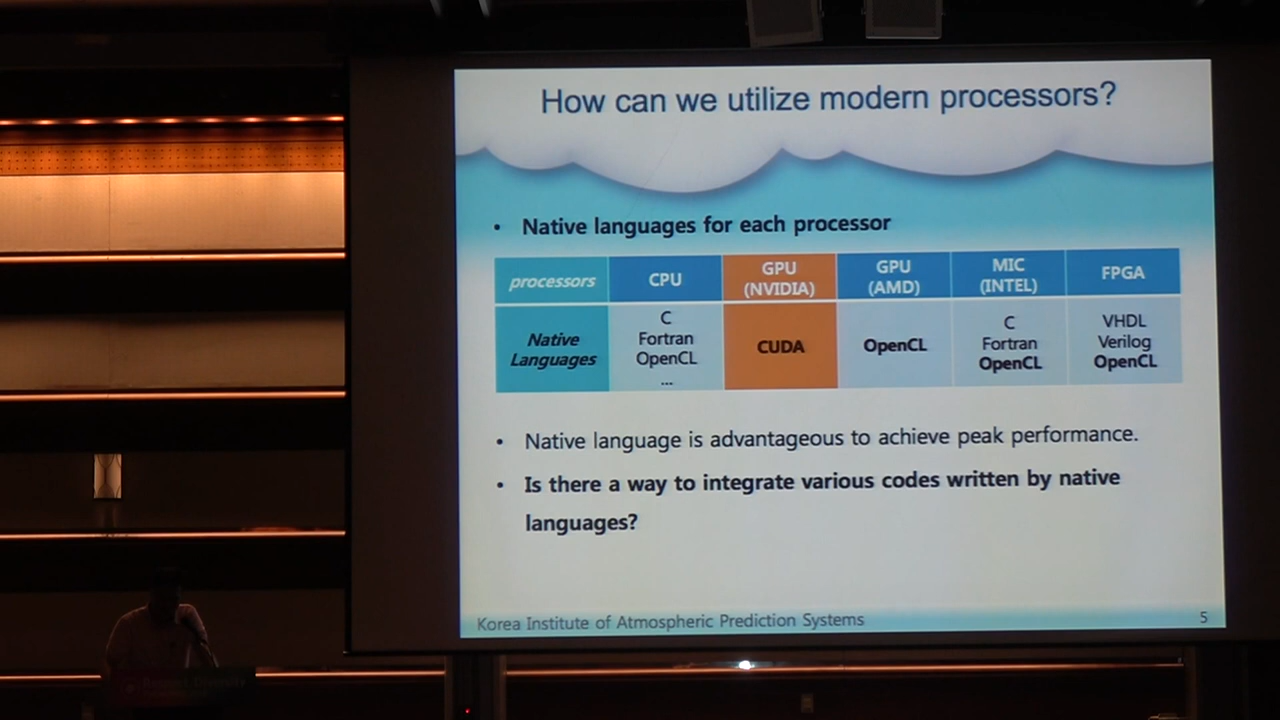 How can we utilize modern processors?
• Native languages for each processor
processors CPU GPU (NVIDIA) GPU (AMD) MIC (INTEL) FPGA
Native Languages
C
Fortran
OpenCL
...
CUDA
OpenCL
C
Fortran
OpenCL
VHDL
Verilog
OpenCL
• Native language is advantageous to achieve peak performance.
• Is there a way to integrate various codes written by native
languages?
Korea Institute of Atmospheric Prediction Systems 5